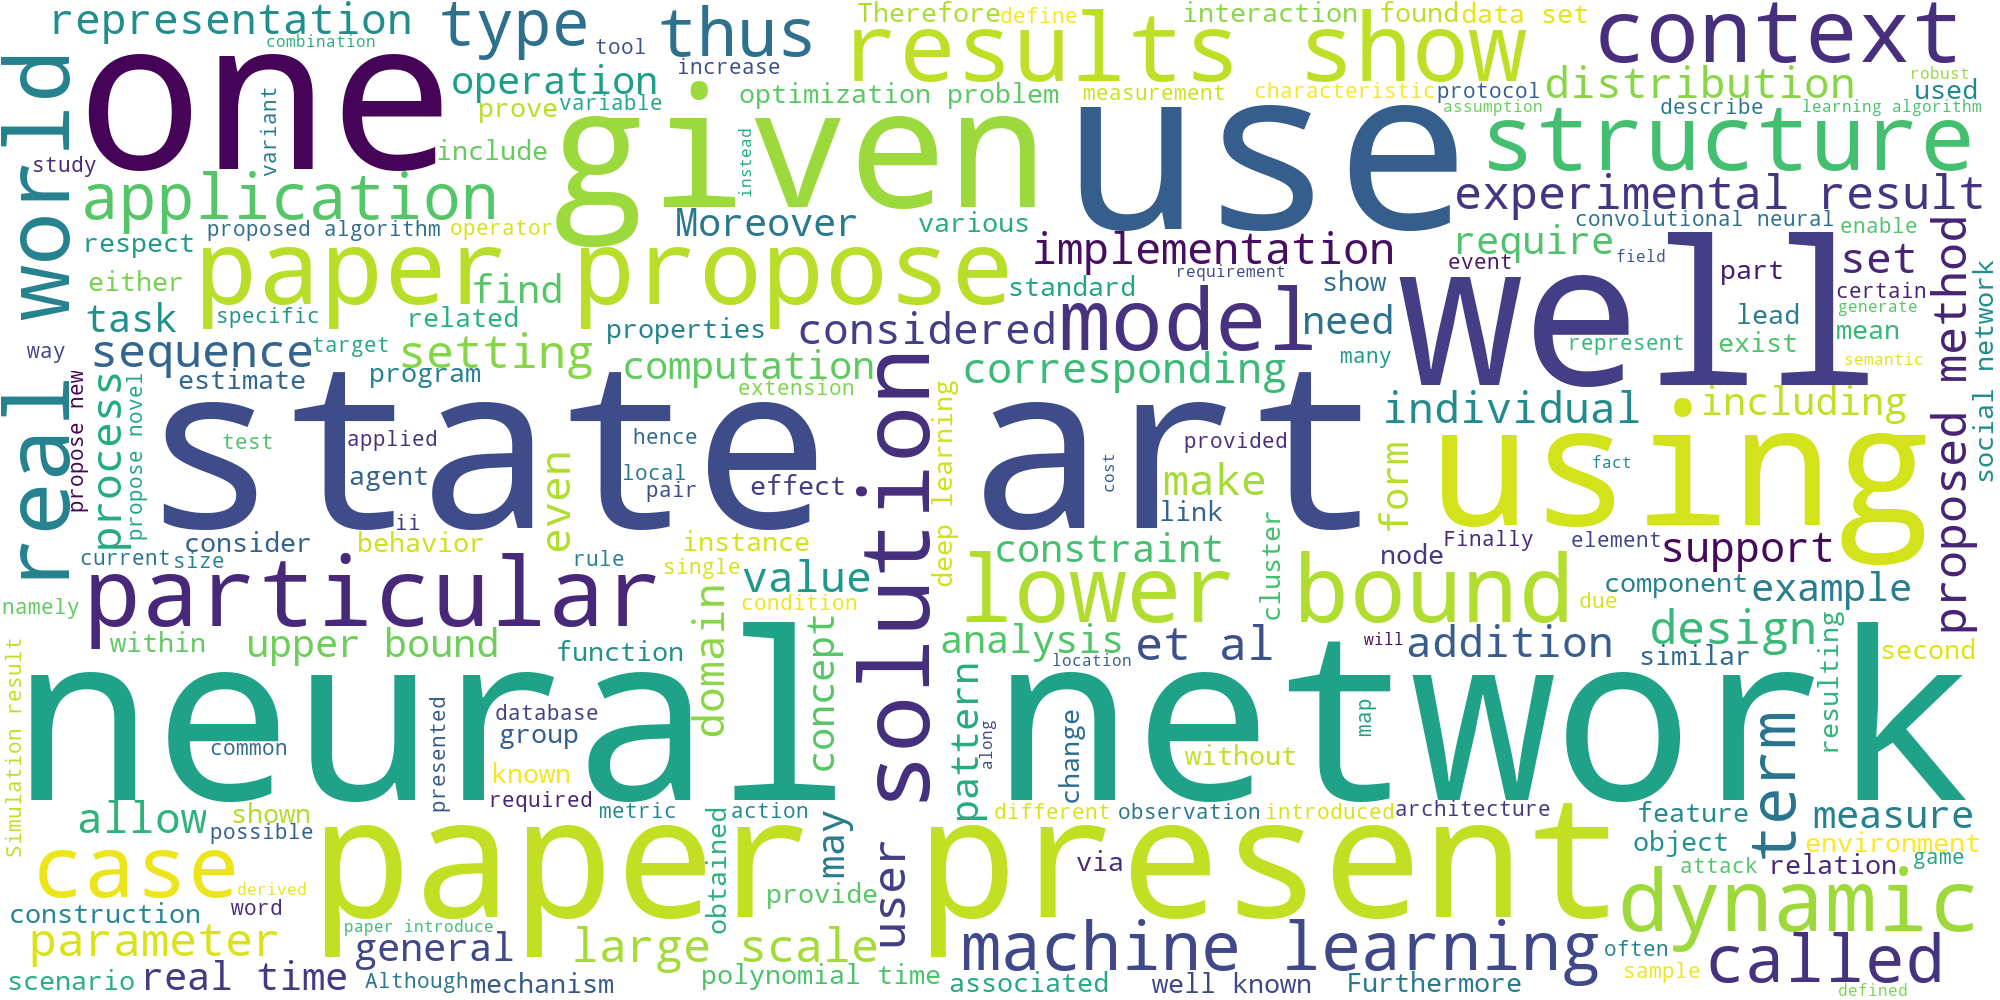 representation
combination
type
tool
thus
increase
Therefore
define
interaction
found
data set
results show
context
one
operation
prove
variable
optimization problem
measurement
characteristic
protocol
distribution
robust
used
assumption
describe
learning algorithm
real world
study
variant
include
given
instead
use
structure
application
experimental result
respect
proposed algorithm
operator
Moreover
various
implementation
convolutional neural
enable
require
event
field
either
paper propose
find
standard
requirement
show
well
part
set
certain
generate
proposed method
social network
task
specific
related
properties
considered
model
need
lead
mean
way
sequence
target
setting
computation
corresponding
many
represent
exist
semantic
propose new
process
propose novel
estimate
program
extension
solution
deep learning
individual
including
state art
using
test
applied
hence
provided
agent
even
local
pair
effect
make
cost
form
fact
ii
link
current
size
consider
behavior
instance
constraint
cluster
node
Finally
element
support
particular
rule
single
value
component
example
namely
domain
condition
lower bound
due
within
upper bound
function
concept
analysis
location
et al
will
addition
design
similar
resulting
second
Simulation result
neural network
common
presented
database
group
pattern
along
change
without
map
term
known
required
allow
shown
possible
metric
action
may
different
observation
introduced
architecture
feature
measure
object
environment
case
paper present
obtained
via
attack
relation
game
derived
provide
user
dynamic
construction
word
parameter
paper introduce
general
large scale
machine learning
often
called
scenario
real time
Although
mechanism
polynomial time
associated
well known
Furthermore
sample
defined